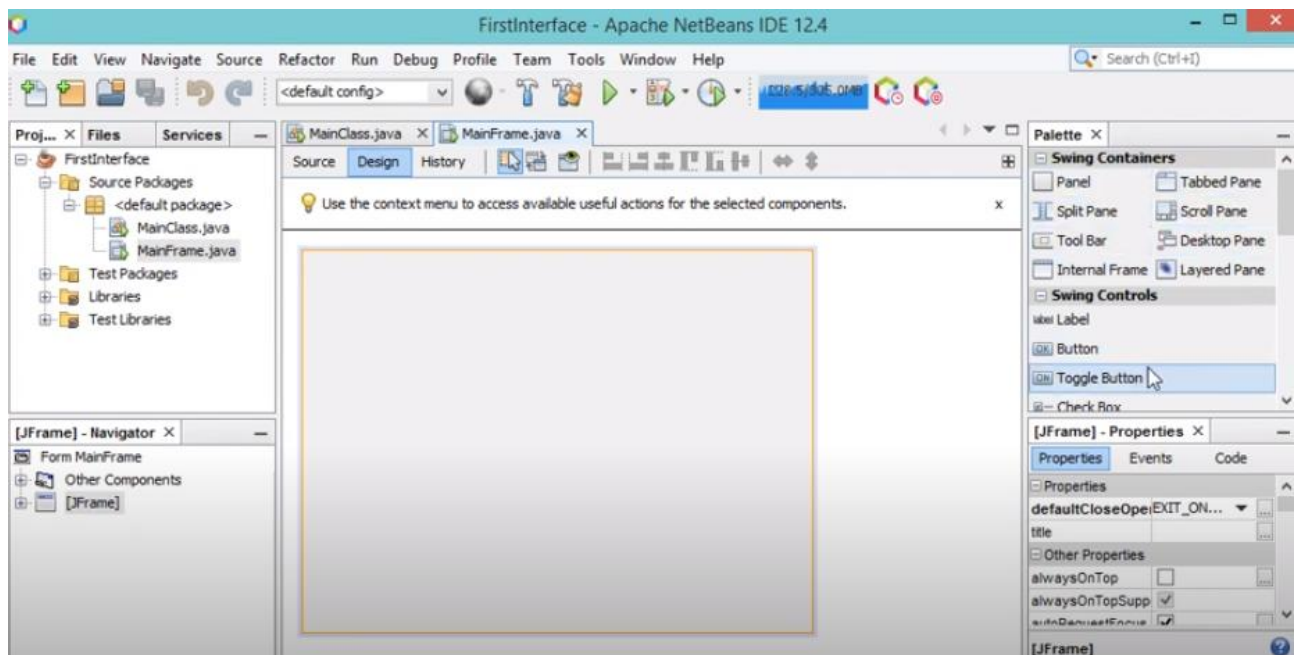 FirstInterface - Apache NetBeans IDE 12.4
File Edit View Navigate Source Refactor Run Debug Profile Team Tools Window Help
Search (Ctrl+I)
<default config>
Proj... Files Services
MainClass.java MainFrame.java
Source Design History
Use the context menu to access available useful actions for the selected components. x
FirstInterface
Source Packages
<default package>
MainClass.java
MainFrame.java
Test Packages
Libraries
Test Libraries
[JFrame] - Navigator
Form MainFrame
Other Components
[JFrame]
Palette
Swing Containers
Panel Tabbed Pane
Split Pane Scroll Pane
Tool Bar Desktop Pane
Internal Frame Layered Pane
Swing Controls
label Label
OK Button
ON Toggle Button
Check Box
[JFrame] - Properties
Properties Events Code
Properties
defaultCloseOper EXIT_ON... ...
title ...
Other Properties
alwaysOnTop ...
alwaysOnTopSupp
autoRequestFocus
[JFrame]